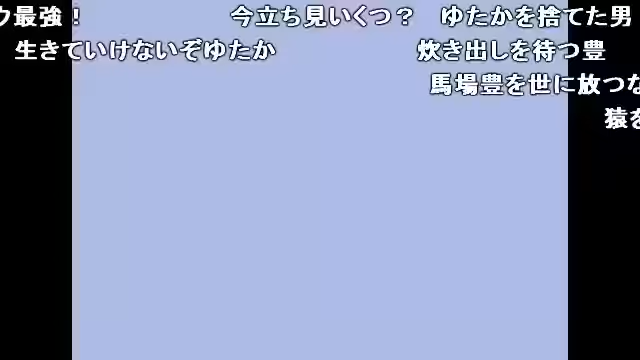 ウ最強！ 今立ち見いくつ？ ゆたかを捨てた男
生きていけないぞゆたか 炊き出しを待つ豊
馬場豊を世に放つな
猿を